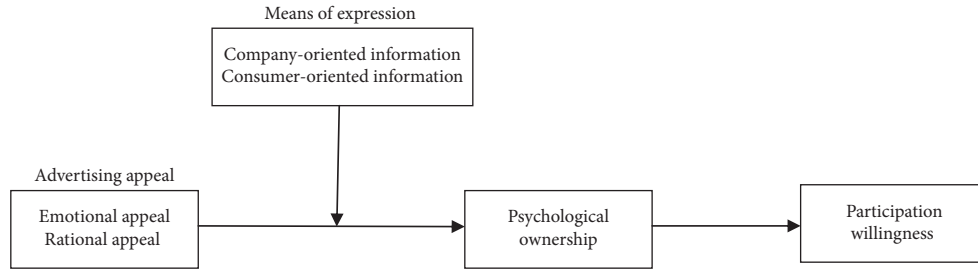 Means of expression
Company-oriented information
Consumer-oriented information
Advertising appeal
Emotional appeal
Rational appeal
Psychological
ownership
Participation
willingness